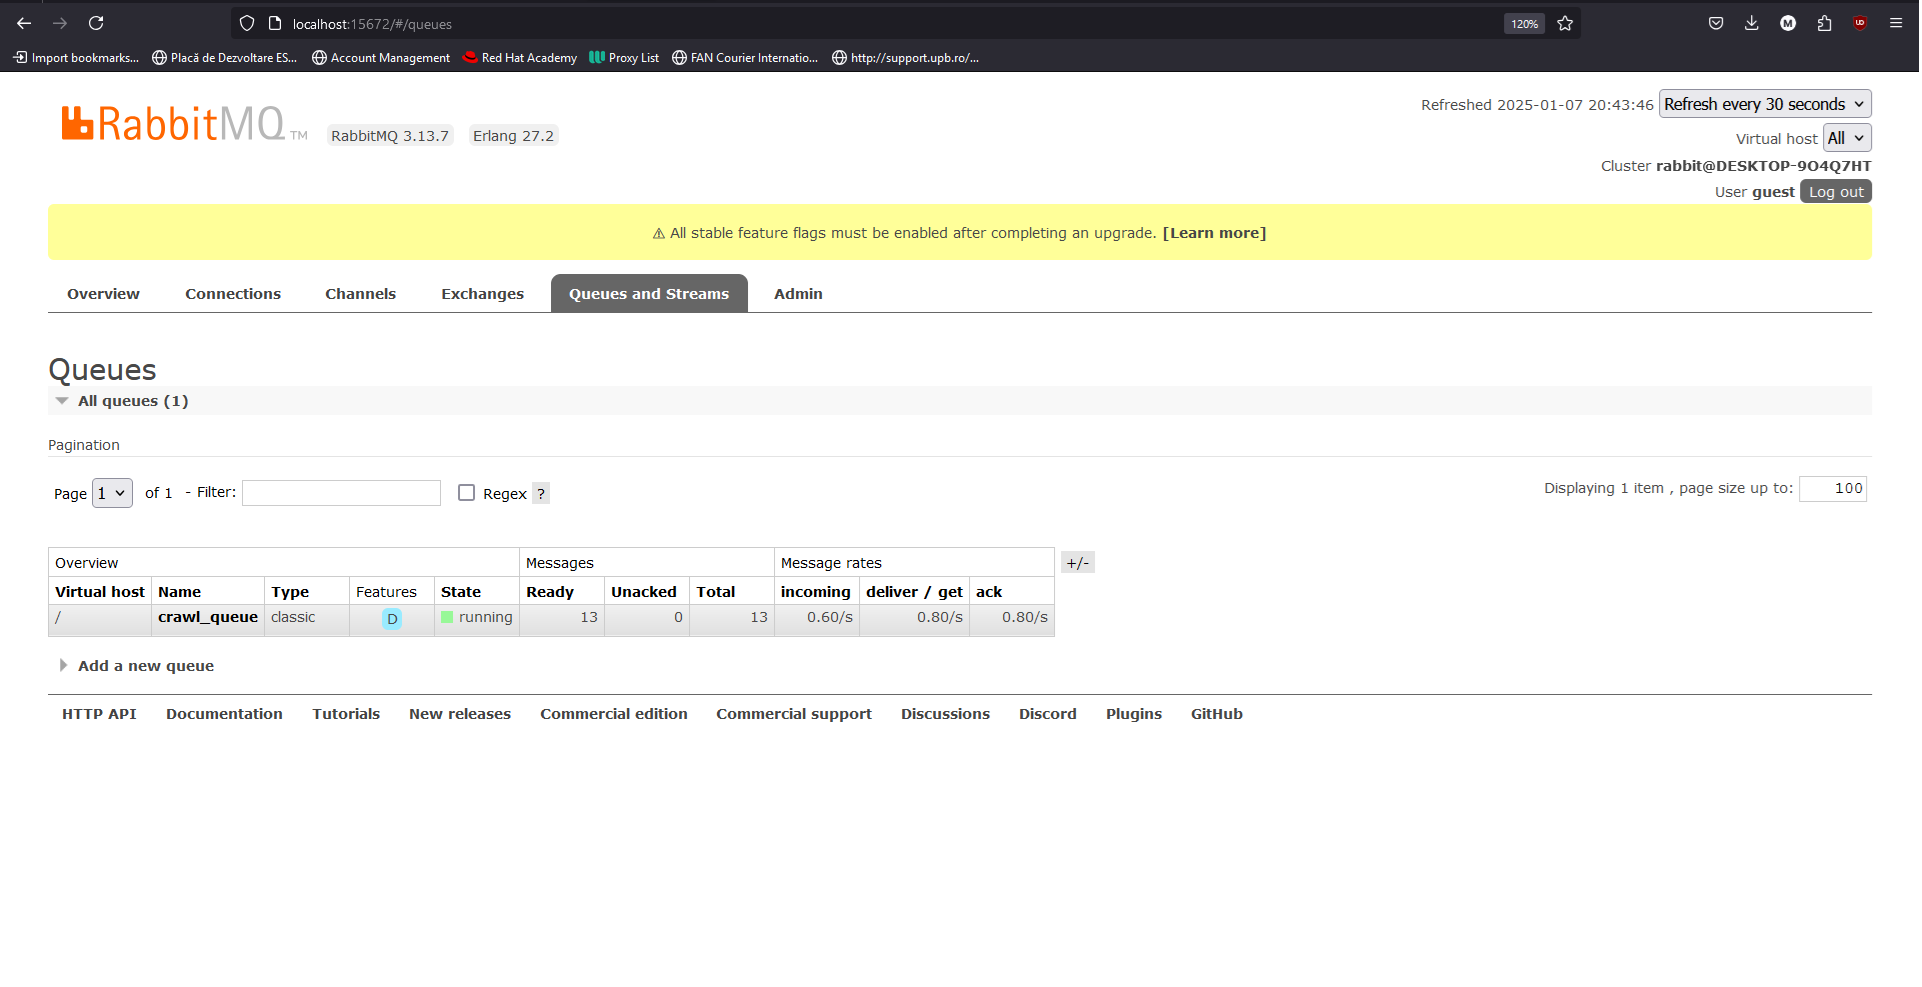 localhost:15672/#/queues
120%
Import bookmarks...
Placă de Dezvoltare ES...
Account Management
Red Hat Academy
Proxy List
FAN Courier Internatio...
http://support.upb.ro/...
RabbitMQ TM
RabbitMQ 3.13.7
Erlang 27.2
Refreshed 2025-01-07 20:43:46 Refresh every 30 seconds
Virtual host All
Cluster rabbit@DESKTOP-9O4Q7HT
User guest Log out
⚠ All stable feature flags must be enabled after completing an upgrade. [Learn more]
Overview Connections Channels Exchanges Queues and Streams Admin
Queues
All queues (1)
Pagination
Page 1 of 1 - Filter: Regex ?
Displaying 1 item , page size up to: 100
Overview Messages Message rates +/-
Virtual host Name Type Features State Ready Unacked Total incoming deliver / get ack
/ crawl_queue classic D running 13 0 13 0.60/s 0.80/s 0.80/s
Add a new queue
HTTP API Documentation Tutorials New releases Commercial edition Commercial support Discussions Discord Plugins GitHub